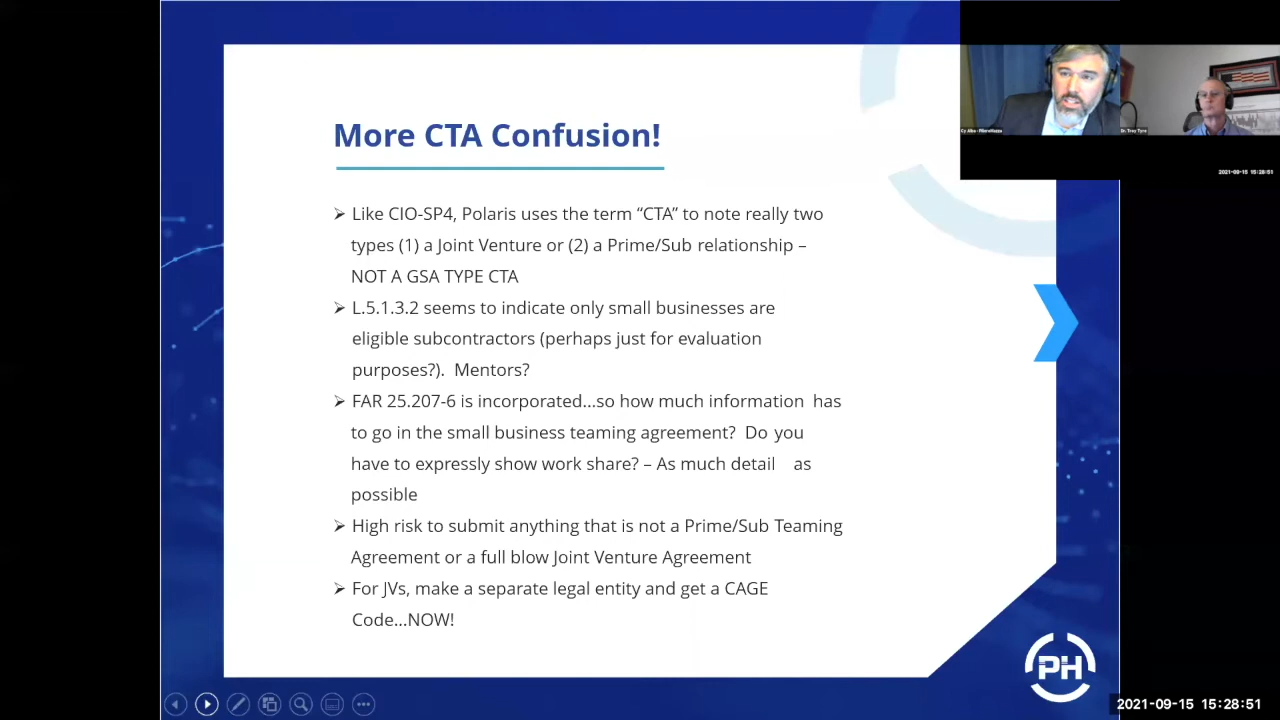 More CTA Confusion!
➢ Like CIO-SP4, Polaris uses the term “CTA” to note really two
types (1) a Joint Venture or (2) a Prime/Sub relationship –
NOT A GSA TYPE CTA
➢ L.5.1.3.2 seems to indicate only small businesses are
eligible subcontractors (perhaps just for evaluation
purposes?). Mentors?
➢ FAR 25.207-6 is incorporated...so how much information has
to go in the small business teaming agreement? Do you
have to expressly show work share? – As much detail as
possible
➢ High risk to submit anything that is not a Prime/Sub Teaming
Agreement or a full blow Joint Venture Agreement
➢ For JVs, make a separate legal entity and get a CAGE
Code...NOW!
PH
2021-09-15 15:28:51
2021-09-15 15:28:51